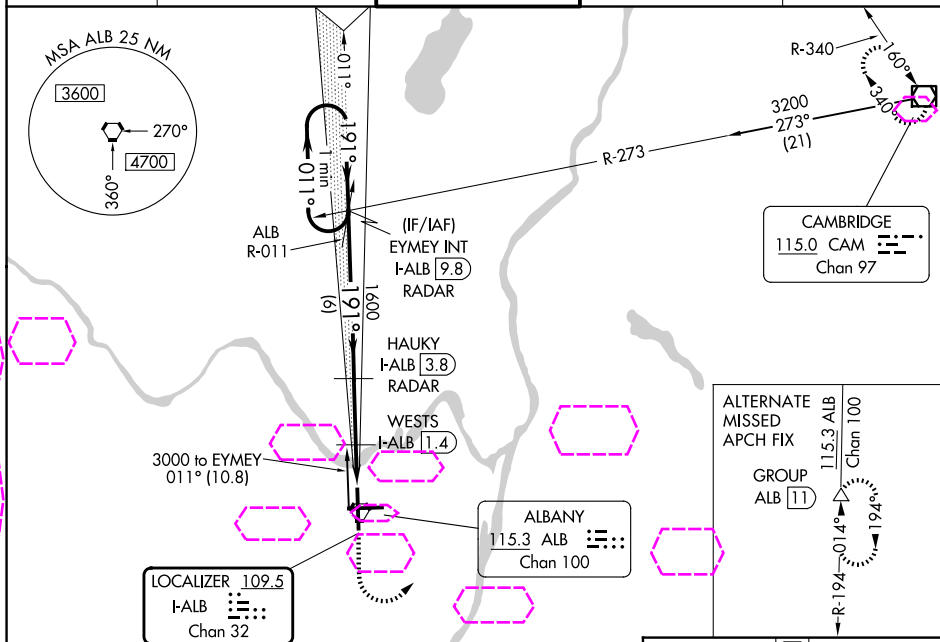 MSA ALB 25 NM
3600
270°
4700
360°
011°
191°
1 min
011°
ALB
R-011
(IF/IAF)
EYMEY INT
I-ALB 9.8
RADAR
R-340
160°
340°
3200
273°
(21)
R-273
CAMBRIDGE
115.0 CAM
Chan 97
191°
(6)
1600
HAUKY
I-ALB 3.8
RADAR
WESTS
I-ALB 1.4
3000 to EYMEY
011° (10.8)
ALBANY
115.3 ALB
Chan 100
LOCALIZER 109.5
I-ALB
Chan 32
ALTERNATE
MISSED
APCH FIX
115.3 ALB
Chan 100
GROUP
ALB 11
014°
194°
R-194